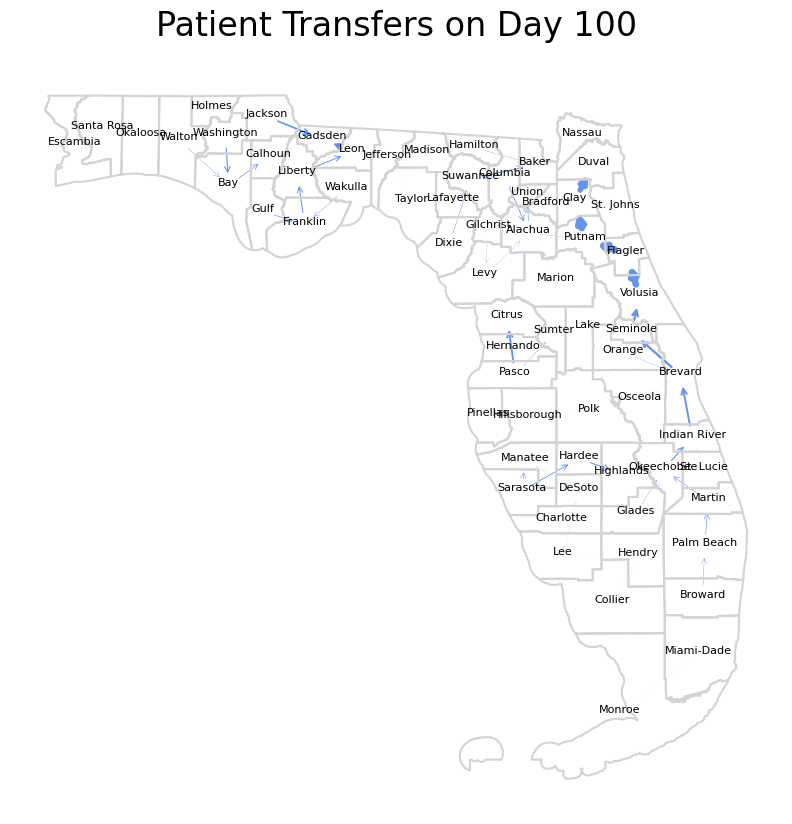 Patient Transfers on Day 100
Holmes
Jackson
Santa Rosa
Okaloosa
Walton
Washington
Escambia
Gadsden
Nassau
Leon
Jefferson
Madison
Hamilton
Calhoun
Baker
Duval
Columbia
Suwannee
Liberty
Bay
Wakulla
Taylor
Lafayette
Union
Bradford
Clay
St. Johns
Gulf
Franklin
Gilchrist
Alachua
Putnam
Dixie
Flagler
Levy
Marion
Volusia
Citrus
Sumter
Lake
Seminole
Hernando
Orange
Pasco
Brevard
Osceola
Pinellas
Hillsborough
Polk
Indian River
Manatee
Hardee
Highlands
Okeechobee
St. Lucie
Sarasota
DeSoto
Martin
Charlotte
Glades
Palm Beach
Lee
Hendry
Collier
Broward
Miami-Dade
Monroe